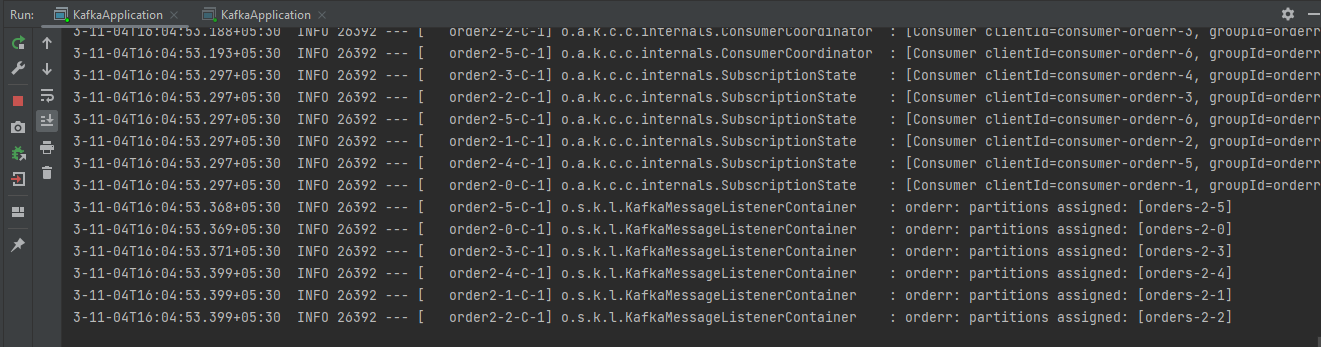 Run: KafkaApplication KafkaApplication
3-11-04T16:04:53.188+05:30 INFO 26392 --- [ order2-2-C-1] o.a.k.c.c.internals.ConsumerCoordinator : [Consumer clientId=consumer-orderr-3, groupId=orderr
3-11-04T16:04:53.193+05:30 INFO 26392 --- [ order2-5-C-1] o.a.k.c.c.internals.ConsumerCoordinator : [Consumer clientId=consumer-orderr-6, groupId=orderr
3-11-04T16:04:53.297+05:30 INFO 26392 --- [ order2-3-C-1] o.a.k.c.c.internals.SubscriptionState : [Consumer clientId=consumer-orderr-4, groupId=orderr
3-11-04T16:04:53.297+05:30 INFO 26392 --- [ order2-2-C-1] o.a.k.c.c.internals.SubscriptionState : [Consumer clientId=consumer-orderr-3, groupId=orderr
3-11-04T16:04:53.297+05:30 INFO 26392 --- [ order2-5-C-1] o.a.k.c.c.internals.SubscriptionState : [Consumer clientId=consumer-orderr-6, groupId=orderr
3-11-04T16:04:53.297+05:30 INFO 26392 --- [ order2-1-C-1] o.a.k.c.c.internals.SubscriptionState : [Consumer clientId=consumer-orderr-2, groupId=orderr
3-11-04T16:04:53.297+05:30 INFO 26392 --- [ order2-4-C-1] o.a.k.c.c.internals.SubscriptionState : [Consumer clientId=consumer-orderr-5, groupId=orderr
3-11-04T16:04:53.297+05:30 INFO 26392 --- [ order2-0-C-1] o.a.k.c.c.internals.SubscriptionState : [Consumer clientId=consumer-orderr-1, groupId=orderr
3-11-04T16:04:53.368+05:30 INFO 26392 --- [ order2-5-C-1] o.s.k.l.KafkaMessageListenerContainer : orderr: partitions assigned: [orders-2-5]
3-11-04T16:04:53.369+05:30 INFO 26392 --- [ order2-0-C-1] o.s.k.l.KafkaMessageListenerContainer : orderr: partitions assigned: [orders-2-0]
3-11-04T16:04:53.371+05:30 INFO 26392 --- [ order2-3-C-1] o.s.k.l.KafkaMessageListenerContainer : orderr: partitions assigned: [orders-2-3]
3-11-04T16:04:53.399+05:30 INFO 26392 --- [ order2-4-C-1] o.s.k.l.KafkaMessageListenerContainer : orderr: partitions assigned: [orders-2-4]
3-11-04T16:04:53.399+05:30 INFO 26392 --- [ order2-1-C-1] o.s.k.l.KafkaMessageListenerContainer : orderr: partitions assigned: [orders-2-1]
3-11-04T16:04:53.399+05:30 INFO 26392 --- [ order2-2-C-1] o.s.k.l.KafkaMessageListenerContainer : orderr: partitions assigned: [orders-2-2]